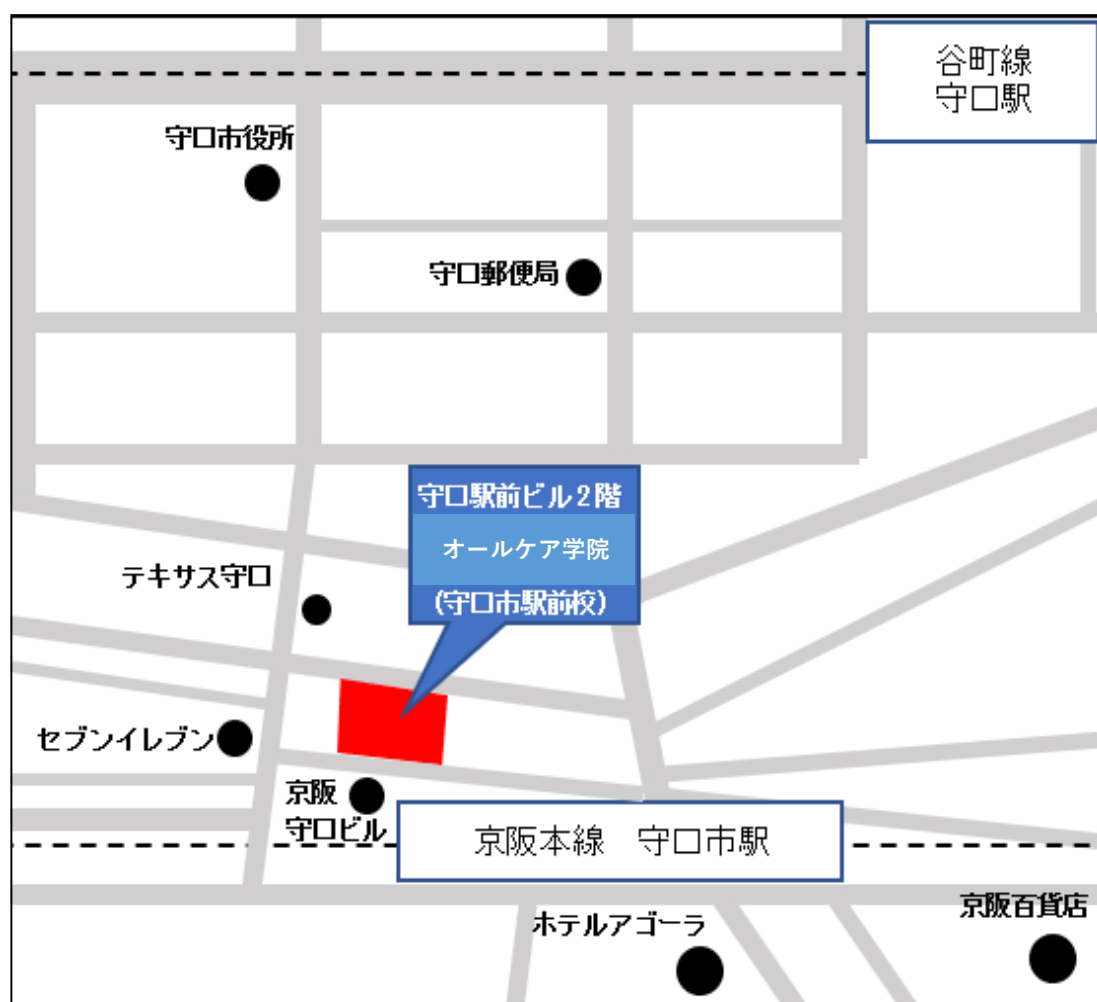 谷町線
守口駅
守口市役所
守口郵便局
守口駅前ビル２階
オールケア学院
(守口市駅前校)
テキサス守口
セブンイレブン
京阪
守口ビル
京阪本線　守口市駅
京阪百貨店
ホテルアゴーラ